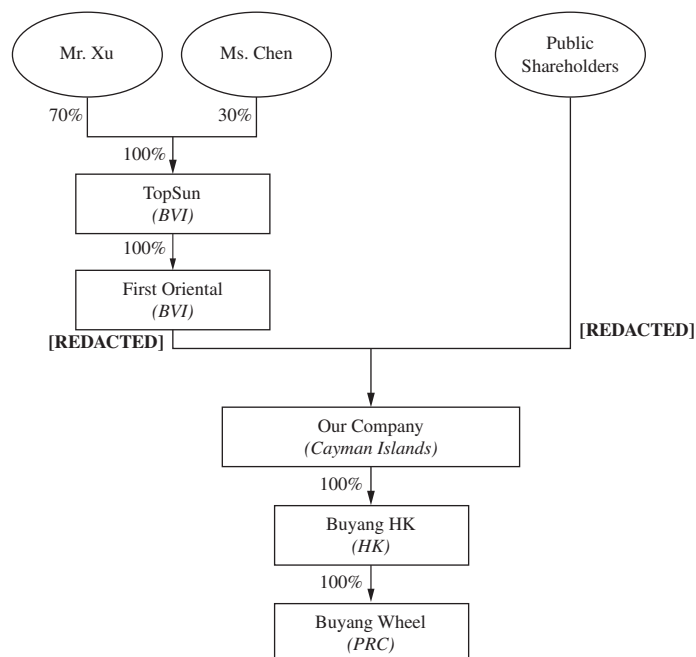 Mr. Xu
Ms. Chen
Public
Shareholders
70%
30%
100%
TopSun
(BVI)
100%
First Oriental
(BVI)
[REDACTED]
[REDACTED]
Our Company
(Cayman Islands)
100%
Buyang HK
(HK)
100%
Buyang Wheel
(PRC)